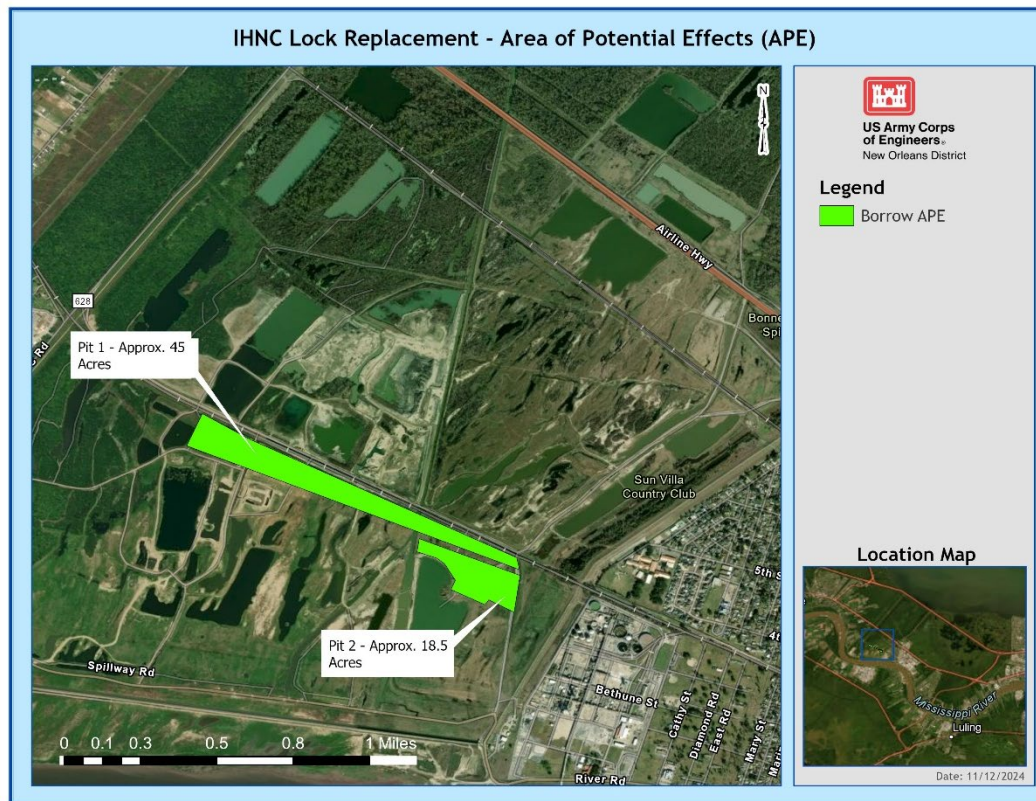 IHNC Lock Replacement - Area of Potential Effects (APE)
N
US Army Corps
of Engineers®
New Orleans District
Legend
Borrow APE
Airline Hwy
628
Pit 1 - Approx. 45
Acres
Sun Villa
Country Club
5th S
Pit 2 - Approx. 18.5
Acres
Spillway Rd
Bethune St
Cathy St
Diamond Rd
East Rd
Mary St
River Rd
0 0.1 0.3 0.5 0.8 1 Miles
Location Map
Mississippi River
Luling
Date: 11/12/2024